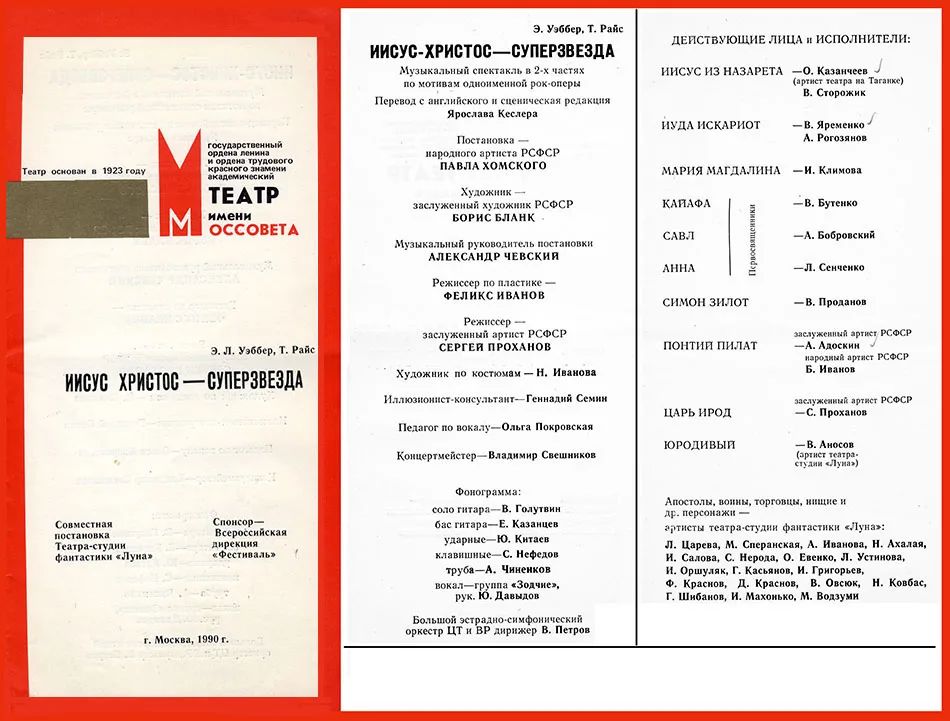 Театр основан в 1923 году
государственный
ордена ленина
и ордена трудового
красного знамени
академический
ТЕАТР
имени
МОССОВЕТА
Э. Л. Уэббер, Т. Райс
ИИСУС ХРИСТОС — СУПЕРЗВЕЗДА
Совместная
постановка
Театра-студии
фантастики «Луна»
Спонсор—
Всероссийская
дирекция
«Фестиваль»
г. Москва, 1990 г.
Э. Уэббер, Т. Райс
ИИСУС-ХРИСТОС—СУПЕРЗВЕЗДА
Музыкальный спектакль в 2-х частях
по мотивам одноименной рок-оперы
Перевод с английского и сценическая редакция
Ярослава Кеслера
Постановка —
народного артиста РСФСР
ПАВЛА ХОМСКОГО
Художник —
заслуженный художник РСФСР
БОРИС БЛАНК
Музыкальный руководитель постановки
АЛЕКСАНДР ЧЕВСКИЙ
Режиссер по пластике —
ФЕЛИКС ИВАНОВ
Режиссер —
заслуженный артист РСФСР
СЕРГЕЙ ПРОХАНОВ
Художник по костюмам — Н. Иванова
Иллюзионист-консультант— Геннадий Семин
Педагог по вокалу— Ольга Покровская
Концертмейстер— Владимир Свешников
Фонограмма:
соло гитара— В. Голутвин
бас гитара— Е. Казанцев
ударные— Ю. Китаев
клавишные— С. Нефедов
труба— А. Чиненков
вокал—группа «Зодчие»,
рук. Ю. Давыдов
Большой эстрадно-симфонический
оркестр ЦТ и ВР дирижер В. Петров
ДЕЙСТВУЮЩИЕ ЛИЦА и ИСПОЛНИТЕЛИ:
ИИСУС ИЗ НАЗАРЕТА —О. Казанчеев
(артист театра на Таганке)
В. Сторожик
ИУДА ИСКАРИОТ —В. Яременко
А. Рогозянов
МАРИЯ МАГДАЛИНА —И. Климова
КАЙАФА —В. Бутенко
САВЛ —А. Бобровский
АННА —Л. Сенченко
Первосвященники
СИМОН ЗИЛОТ —В. Проданов
заслуженный артист РСФСР
ПОНТИЙ ПИЛАТ —А. Адоскин
народный артист РСФСР
Б. Иванов
заслуженный артист РСФСР
ЦАРЬ ИРОД —С. Проханов
ЮРОДИВЫЙ —В. Аносов
(артист театра-
студии «Луна»)
Апостолы, воины, торговцы, нищие и
др. персонажи —
артисты театра-студии фантастики «Луна»:
Л. Царева, М. Сперанская, А. Иванова, Н. Ахалая,
И. Салова, С. Нерода, О. Евенко, Л. Устинова,
И. Оршуляк, Г. Касьянов, И. Григорьев,
Ф. Краснов, Д. Краснов, В. Овсюк, Н. Ковбас,
Г. Шибанов, И. Махонько, М. Водзуми